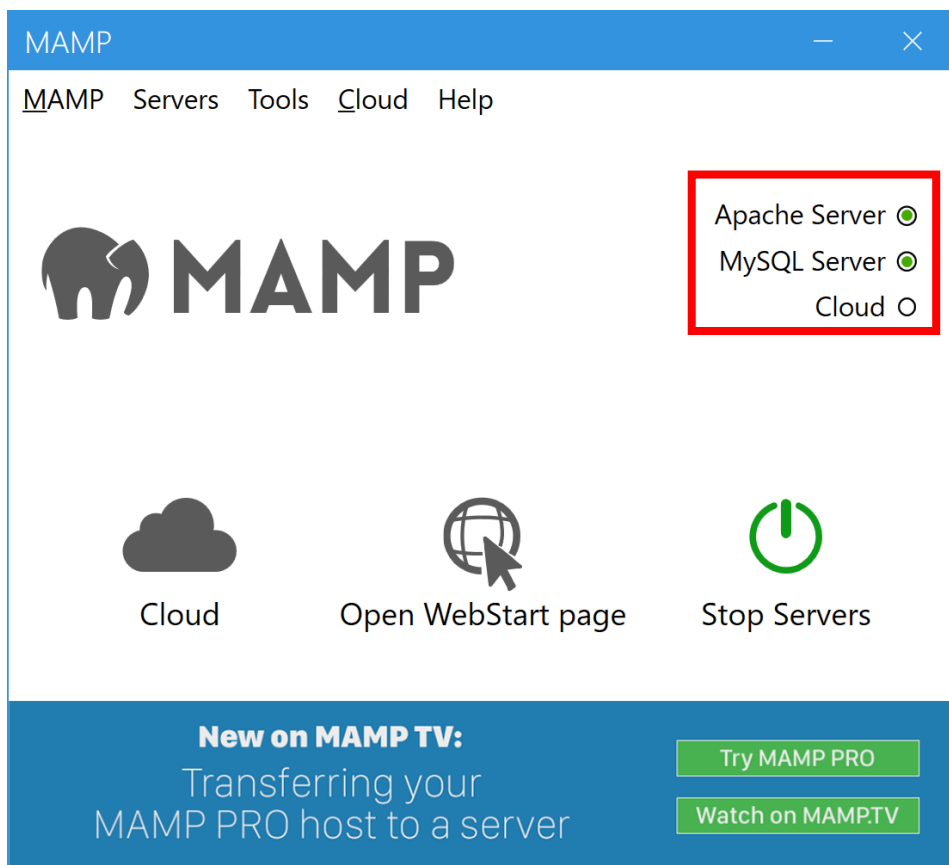 MAMP
MAMP Servers Tools Cloud Help
Apache Server
MySQL Server
Cloud
MAMP
Cloud
Open WebStart page
Stop Servers
New on MAMP TV:
Transferring your
MAMP PRO host to a server
Try MAMP PRO
Watch on MAMP.TV